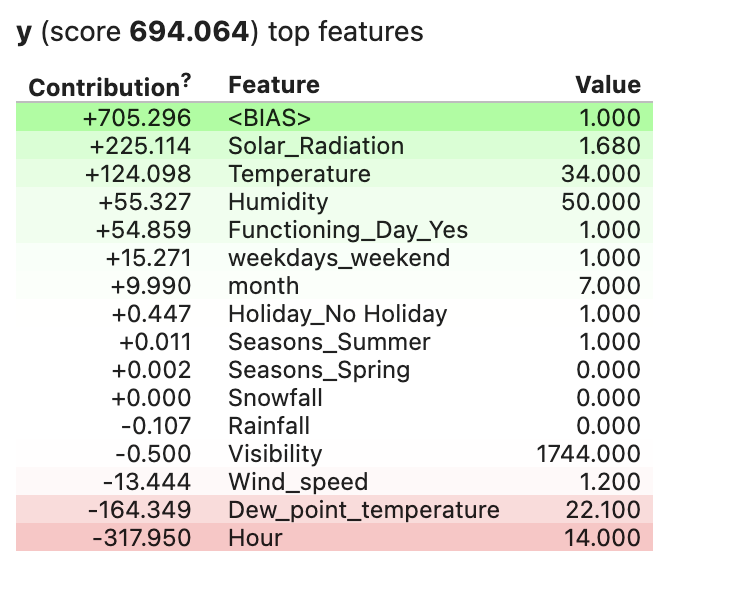 y (score 694.064) top features
Contribution? Feature Value
+705.296 <BIAS> 1.000
+225.114 Solar_Radiation 1.680
+124.098 Temperature 34.000
+55.327 Humidity 50.000
+54.859 Functioning_Day_Yes 1.000
+15.271 weekdays_weekend 1.000
+9.990 month 7.000
+0.447 Holiday_No Holiday 1.000
+0.011 Seasons_Summer 1.000
+0.002 Seasons_Spring 0.000
+0.000 Snowfall 0.000
-0.107 Rainfall 0.000
-0.500 Visibility 1744.000
-13.444 Wind_speed 1.200
-164.349 Dew_point_temperature 22.100
-317.950 Hour 14.000